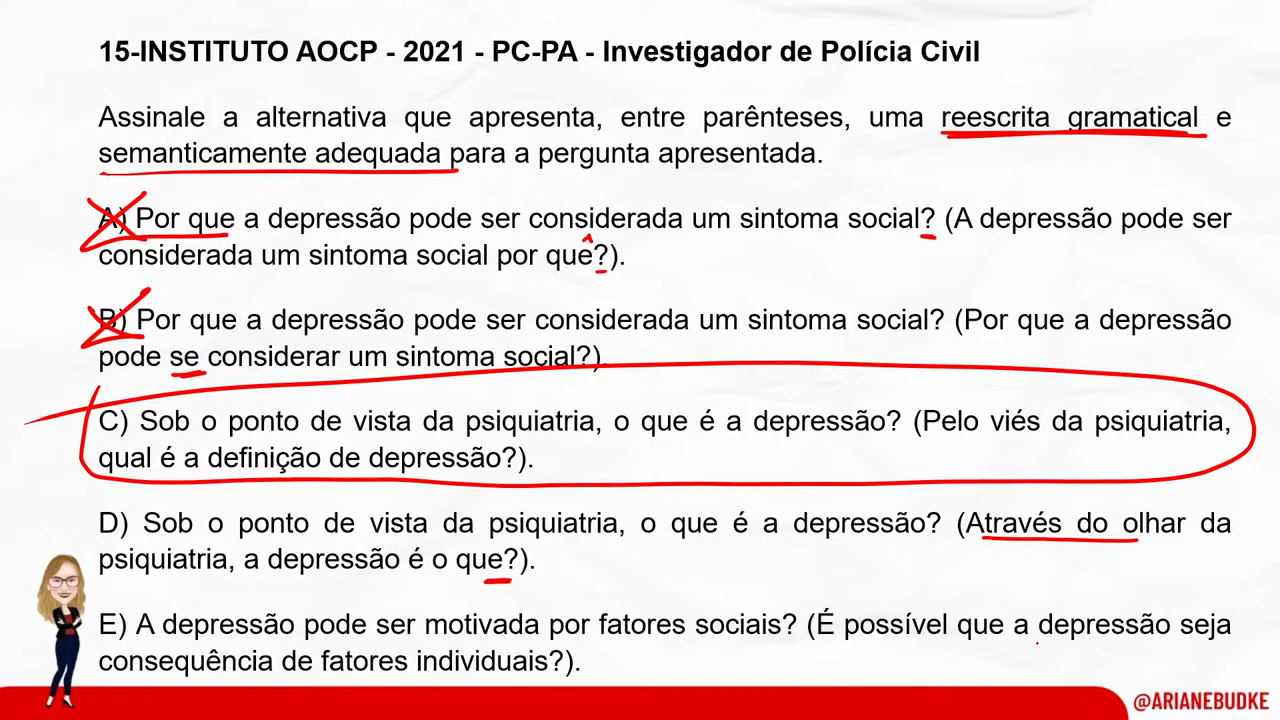 15-INSTITUTO AOCP - 2021 - PC-PA - Investigador de Polícia Civil
Assinale a alternativa que apresenta, entre parênteses, uma reescrita gramatical e
semanticamente adequada para a pergunta apresentada.
A) Por que a depressão pode ser considerada um sintoma social? (A depressão pode ser
considerada um sintoma social por que?).
B) Por que a depressão pode ser considerada um sintoma social? (Por que a depressão
pode se considerar um sintoma social?).
C) Sob o ponto de vista da psiquiatria, o que é a depressão? (Pelo viés da psiquiatria,
qual é a definição de depressão?).
D) Sob o ponto de vista da psiquiatria, o que é a depressão? (Através do olhar da
psiquiatria, a depressão é o que?).
E) A depressão pode ser motivada por fatores sociais? (É possível que a depressão seja
consequência de fatores individuais?).
@ARIANEBUDKE